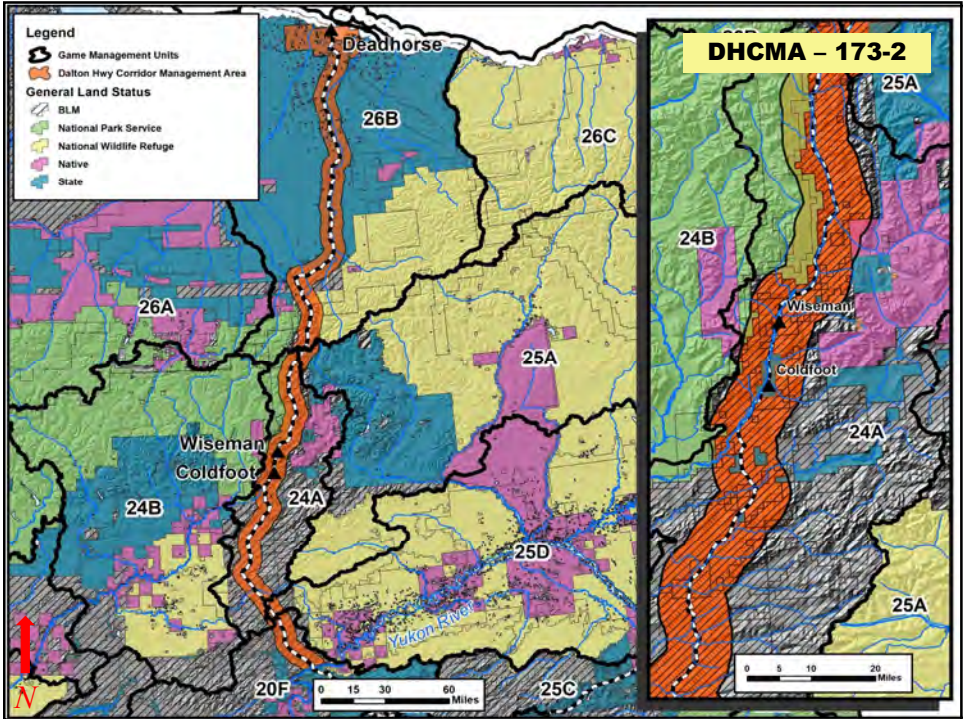 Legend
Game Management Units
Dalton Hwy Corridor Management Area
General Land Status
BLM
National Park Service
National Wildlife Refuge
Native
State
Deadhorse
26B
26C
26A
25A
Wiseman
Coldfoot
24A
24B
25D
Yukon River
20F
25C
N
0 15 30 60
Miles
DHCMA – 173-2
25A
24B
Wiseman
Coldfoot
24A
25A
0 5 10 20
Miles